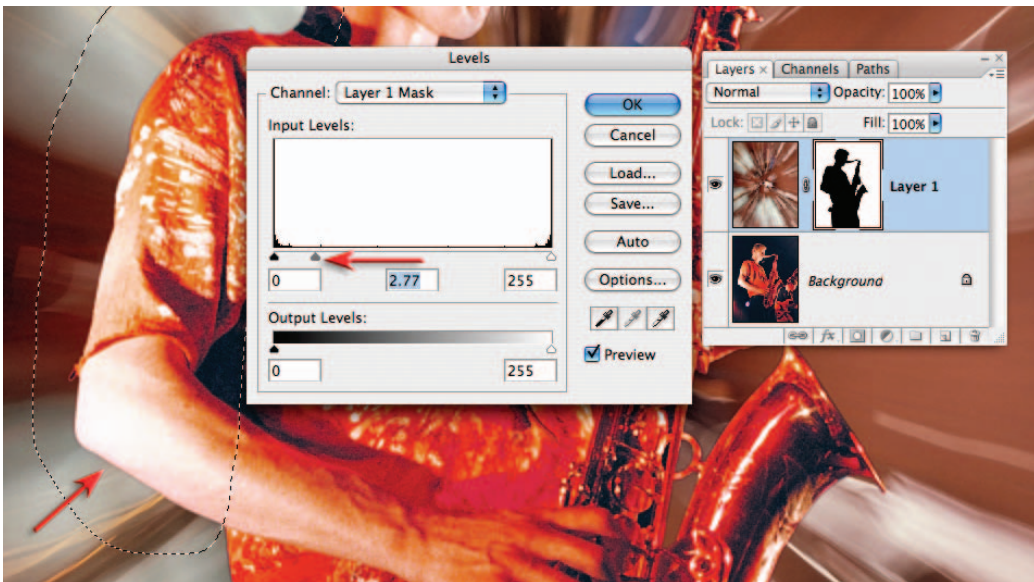 Levels
Channel: Layer 1 Mask
Input Levels:
0 2.77 255
Output Levels:
0 255
OK
Cancel
Load...
Save...
Auto
Options...
Preview
Layers × Channels Paths
Normal Opacity: 100%
Lock: Fill: 100%
Layer 1
Background
fx